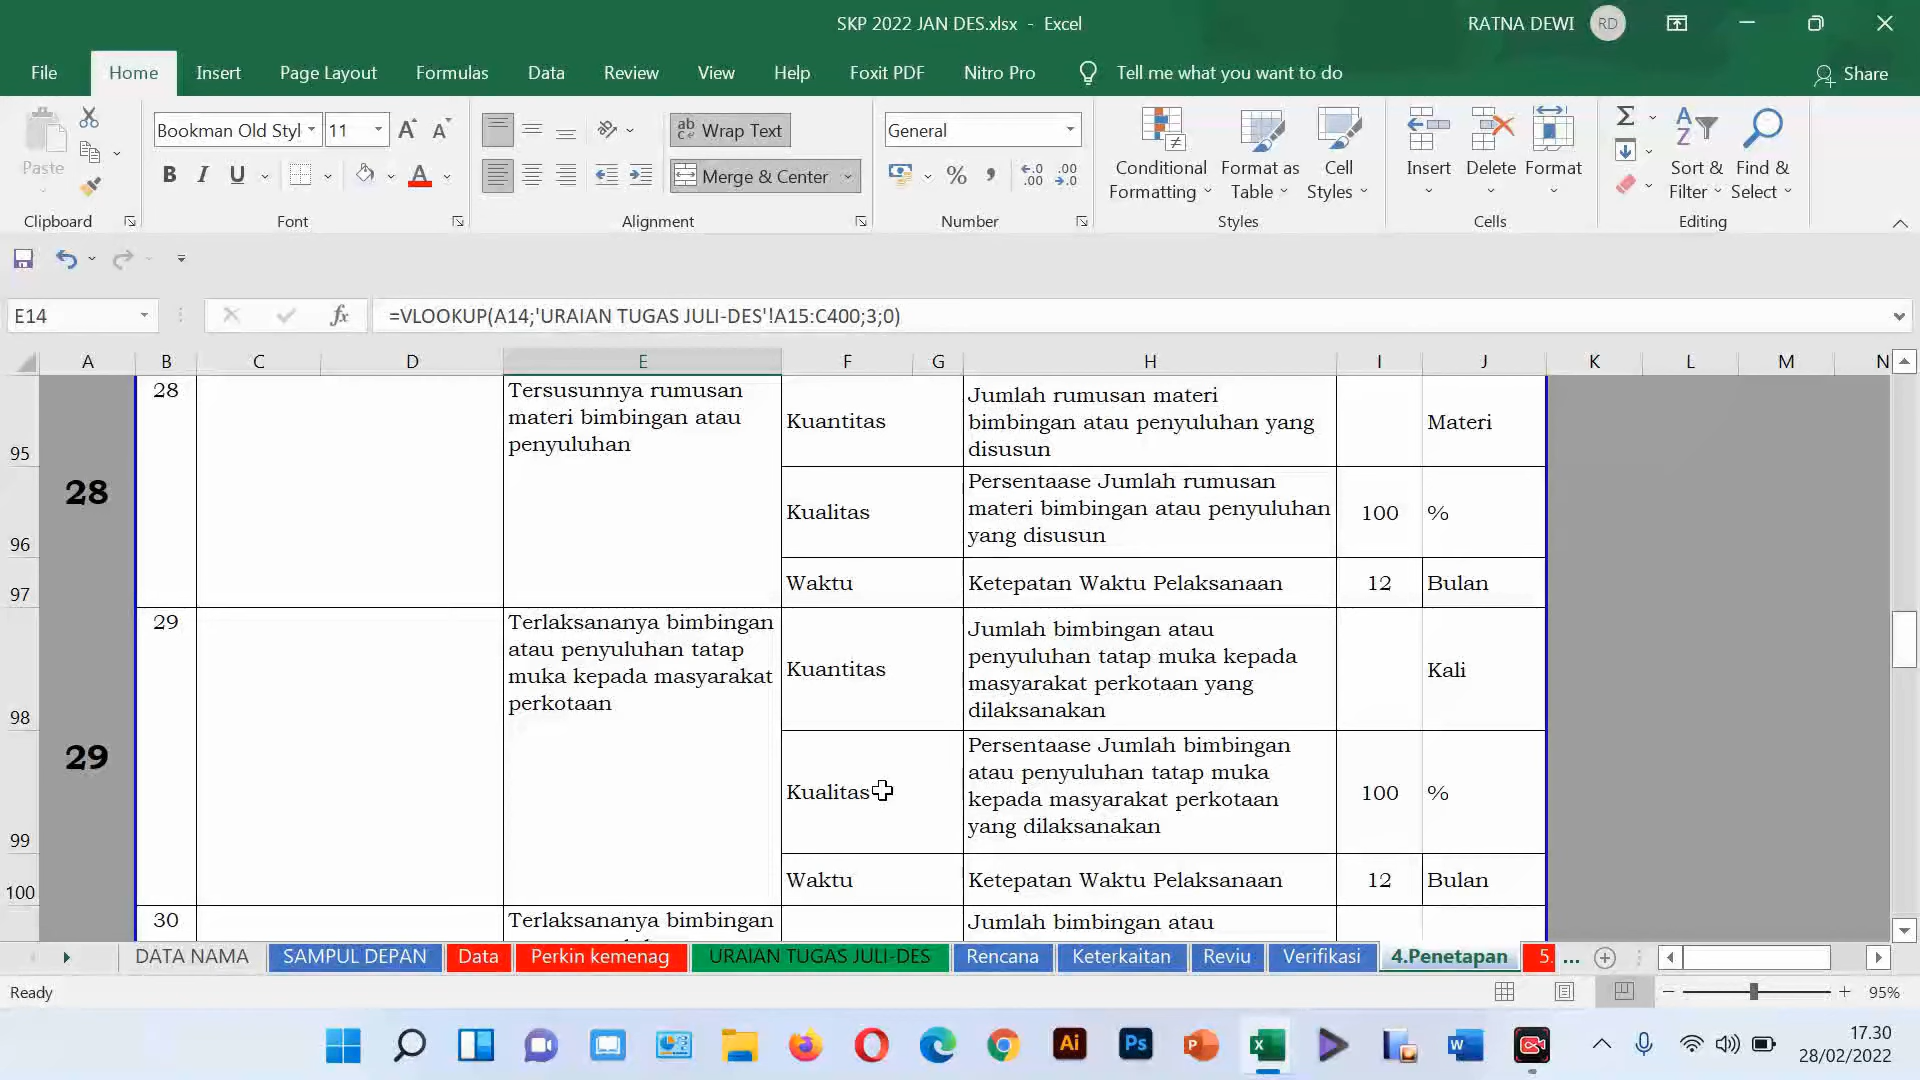 SKP 2022 JAN DES.xlsx - Excel
RATNA DEWI RD
File Home Insert Page Layout Formulas Data Review View Help Foxit PDF Nitro Pro Tell me what you want to do Share
Paste
Clipboard
Bookman Old Styl 11
B I U
Font
Wrap Text
Merge & Center
Alignment
General
Number
Conditional Formatting
Format as Table
Cell Styles
Styles
Insert
Delete
Format
Cells
Sort & Filter
Find & Select
Editing
E14
=VLOOKUP(A14;'URAIAN TUGAS JULI-DES'!A15:C400;3;0)
A B C D E F G H I J K L M N
95
28
28
Tersusunnya rumusan
materi bimbingan atau
penyuluhan
Kuantitas
Jumlah rumusan materi
bimbingan atau penyuluhan yang
disusun
Materi
96
Kualitas
Persentaase Jumlah rumusan
materi bimbingan atau penyuluhan
yang disusun
100 %
97
Waktu
Ketepatan Waktu Pelaksanaan
12 Bulan
98
29
29
Terlaksananya bimbingan
atau penyuluhan tatap
muka kepada masyarakat
perkotaan
Kuantitas
Jumlah bimbingan atau
penyuluhan tatap muka kepada
masyarakat perkotaan yang
dilaksanakan
Kali
99
Kualitas
Persentaase Jumlah bimbingan
atau penyuluhan tatap muka
kepada masyarakat perkotaan
yang dilaksanakan
100 %
100
Waktu
Ketepatan Waktu Pelaksanaan
12 Bulan
30
Terlaksananya bimbingan
Jumlah bimbingan atau
DATA NAMA SAMPUL DEPAN Data Perkin kemenag URAIAN TUGAS JULI-DES Rencana Keterkaitan Reviu Verifikasi 4.Penetapan 5. ...
Ready
95%
17.30
28/02/2022